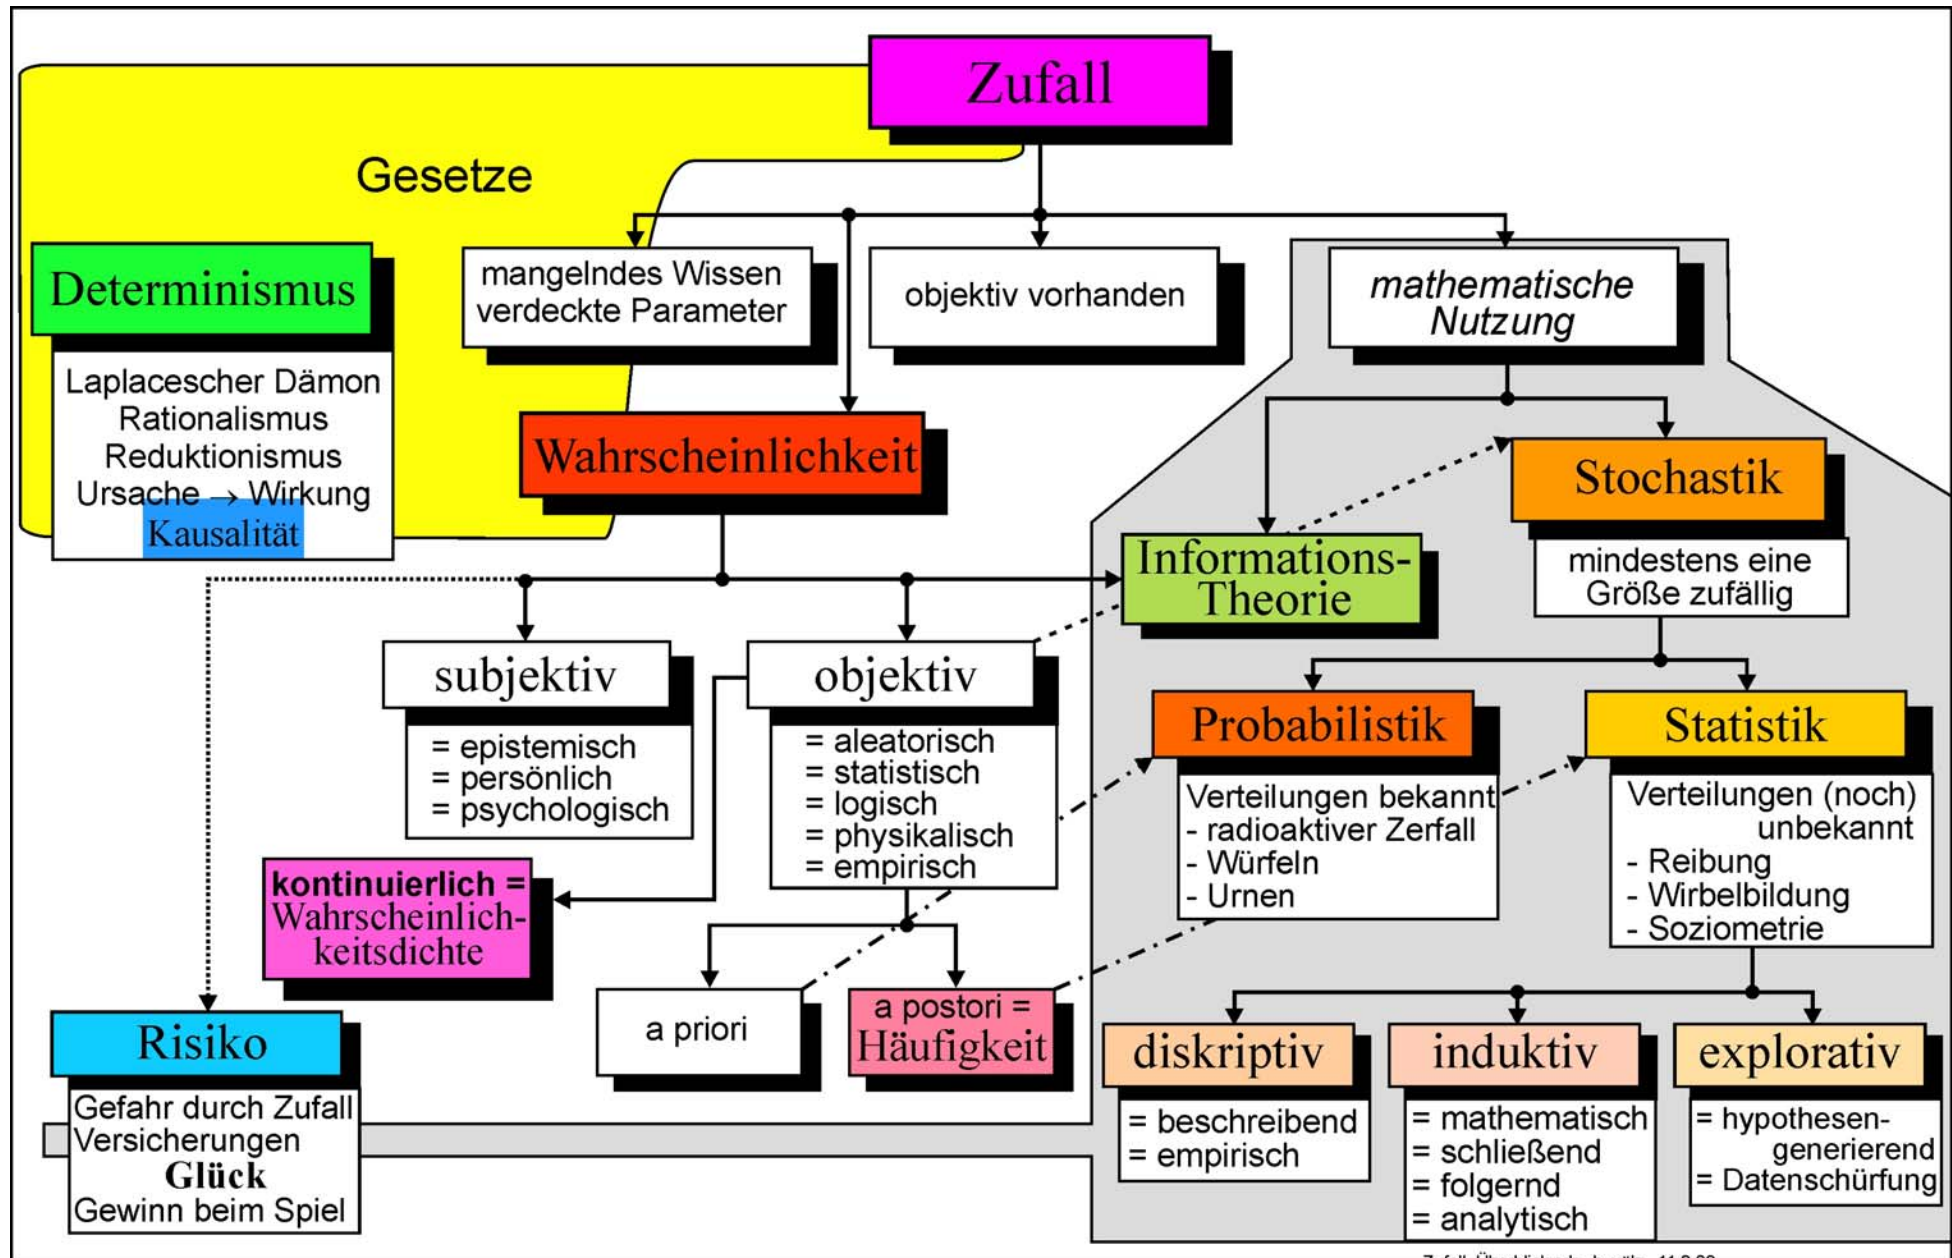 Zufall
Gesetze
Determinismus
Laplacescher Dämon
Rationalismus
Reduktionismus
Ursache → Wirkung
Kausalität
mangelndes Wissen
verdeckte Parameter
objektiv vorhanden
mathematische
Nutzung
Wahrscheinlichkeit
Stochastik
mindestens eine
Größe zufällig
Informations-
Theorie
subjektiv
= epistemisch
= persönlich
= psychologisch
objektiv
= aleatorisch
= statistisch
= logisch
= physikalisch
= empirisch
Probabilistik
Verteilungen bekannt
- radioaktiver Zerfall
- Würfeln
- Urnen
Statistik
Verteilungen (noch)
unbekannt
- Reibung
- Wirbelbildung
- Soziometrie
kontinuierlich =
Wahrscheinlich-
keitsdichte
a priori
a postori =
Häufigkeit
Risiko
Gefahr durch Zufall
Versicherungen
Glück
Gewinn beim Spiel
diskriptiv
= beschreibend
= empirisch
induktiv
= mathematisch
= schließend
= folgernd
= analytisch
explorativ
= hypothesen-
generierend
= Datenschürfung